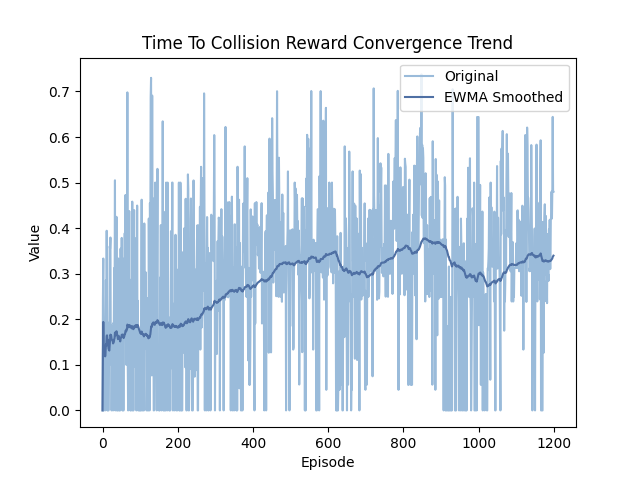 Time To Collision Reward Convergence Trend
Original
EWMA Smoothed
Value
0.7
0.6
0.5
0.4
0.3
0.2
0.1
0.0
0 200 400 600 800 1000 1200
Episode